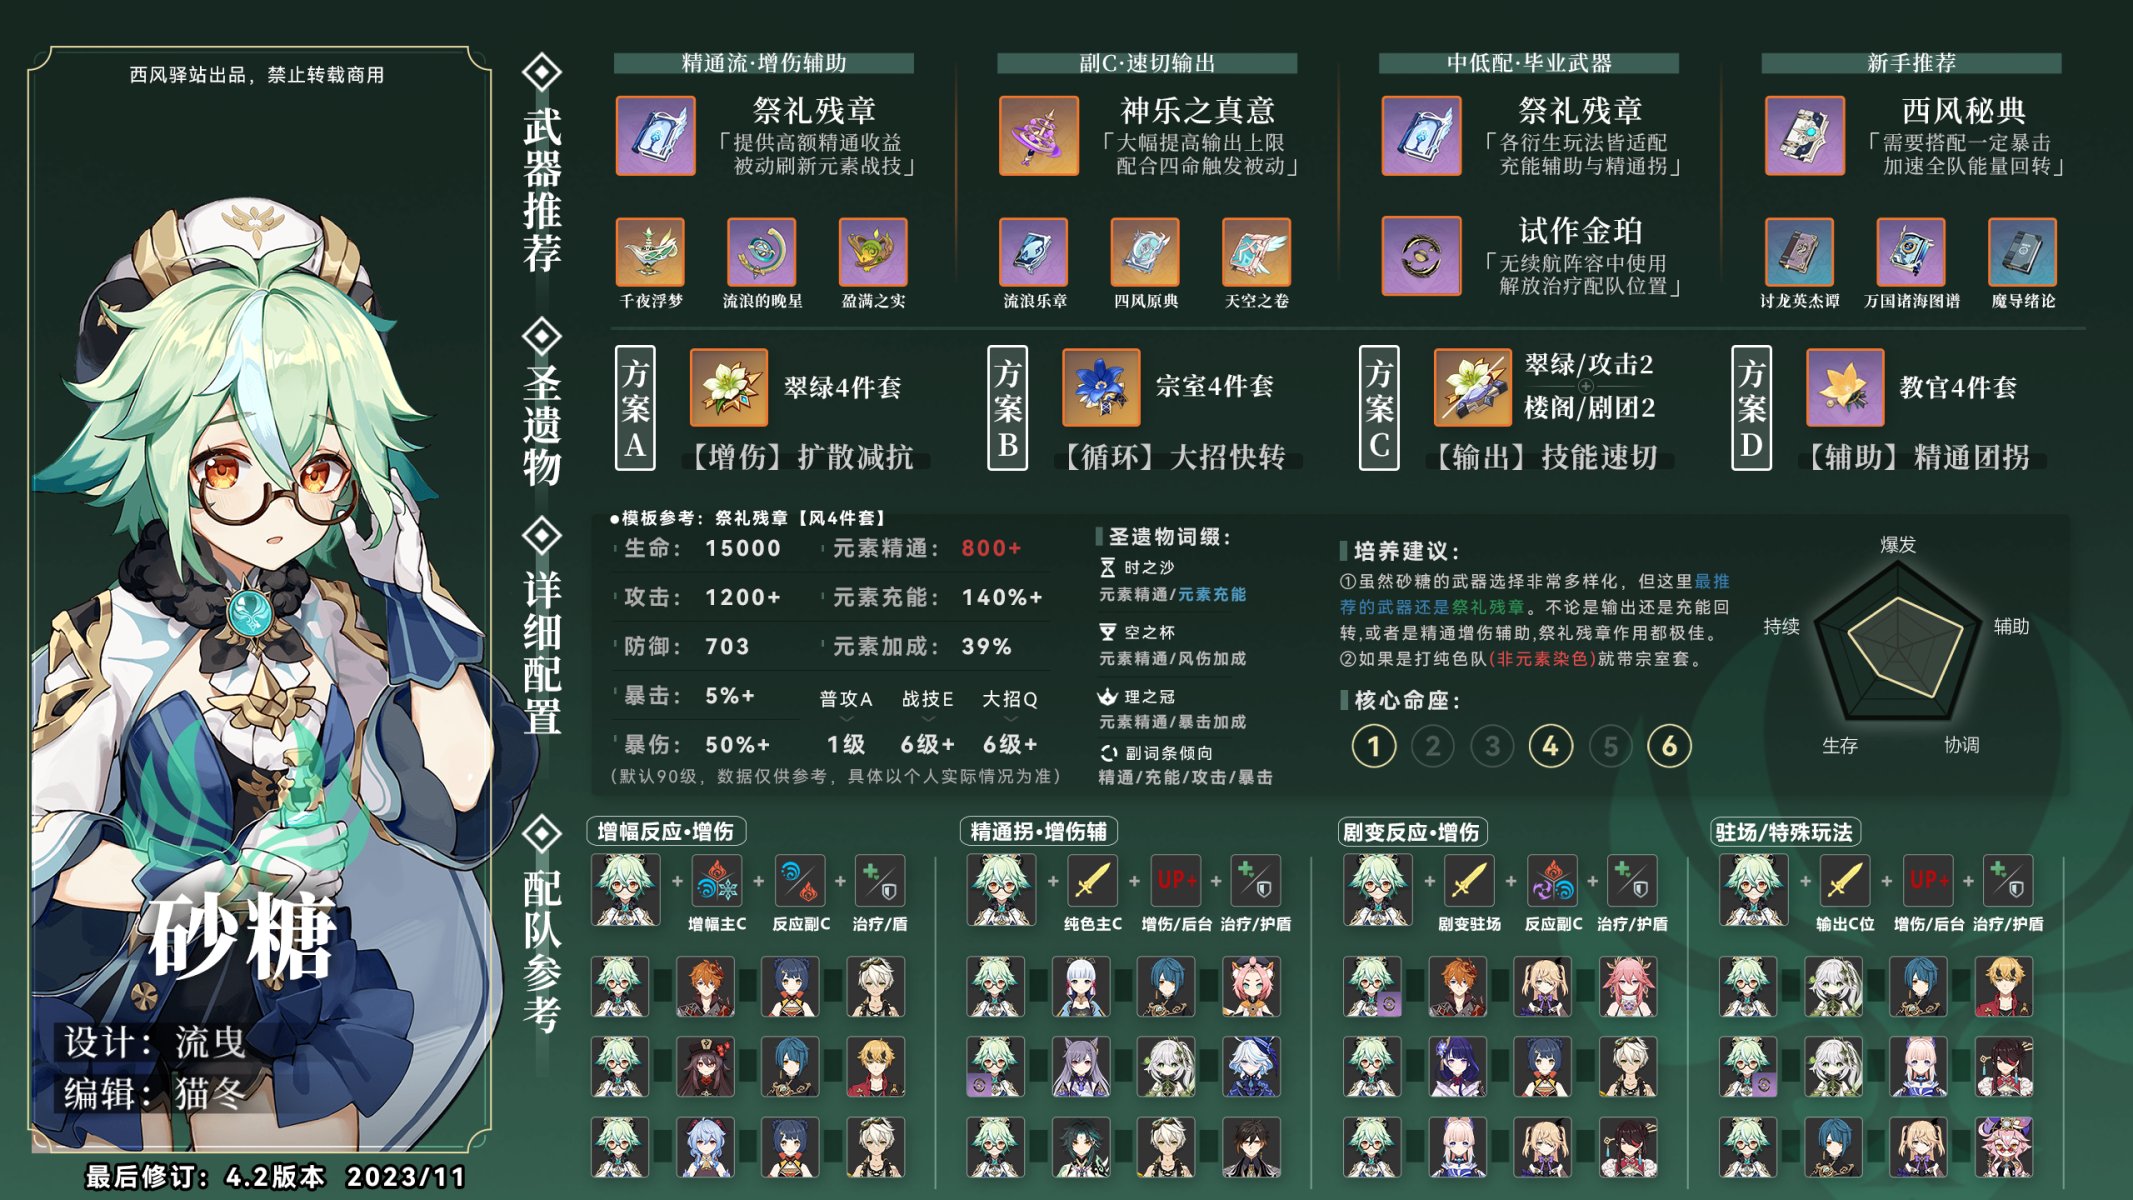 西风驿站出品，禁止转载商用
砂糖
设计：流曳
编辑：猫冬
最后修订：4.2版本 2023/11
武器推荐
精通流·增伤辅助
祭礼残章
「提供高额精通收益
被动刷新元素战技」
千夜浮梦
流浪的晚星
盈满之实
副C·速切输出
神乐之真意
「大幅提高输出上限
配合四命触发被动」
流浪乐章
四风原典
天空之卷
中低配·毕业武器
祭礼残章
「各衍生玩法皆适配
充能辅助与精通拐」
试作金珀
「无续航阵容中使用
解放治疗配队位置」
新手推荐
西风秘典
「需要搭配一定暴击
加速全队能量回转」
讨龙英杰谭
万国诸海图谱
魔导绪论
圣遗物
方案A
翠绿4件套
【增伤】扩散减抗
方案B
宗室4件套
【循环】大招快转
方案C
翠绿/攻击2
楼阁/剧团2
【输出】技能速切
方案D
教官4件套
【辅助】精通团拐
详细配置
●模板参考：祭礼残章【风4件套】
生命：15000
元素精通：800+
攻击：1200+
元素充能：140%+
防御：703
元素加成：39%
暴击：5%+
普攻A 战技E 大招Q
暴伤：50%+
1级 6级+ 6级+
(默认90级，数据仅供参考，具体以个人实际情况为准)
圣遗物词缀：
时之沙
元素精通/元素充能
空之杯
元素精通/风伤加成
理之冠
元素精通/暴击加成
副词条倾向
精通/充能/攻击/暴击
培养建议：
①虽然砂糖的武器选择非常多样化，但这里最推
荐的武器还是祭礼残章。不论是输出还是充能回
转,或者是精通增伤辅助,祭礼残章作用都极佳。
②如果是打纯色队(非元素染色)就带宗室套。
核心命座：
1 2 3 4 5 6
爆发
持续
辅助
生存
协调
配队参考
增幅反应·增伤
+ + +
增幅主C 反应副C 治疗/盾
精通拐·增伤辅
+ + UP+ +
纯色主C 增伤/后台 治疗/护盾
剧变反应·增伤
+ + +
剧变驻场 反应副C 治疗/护盾
驻场/特殊玩法
+ + UP+ +
输出C位 增伤/后台 治疗/护盾